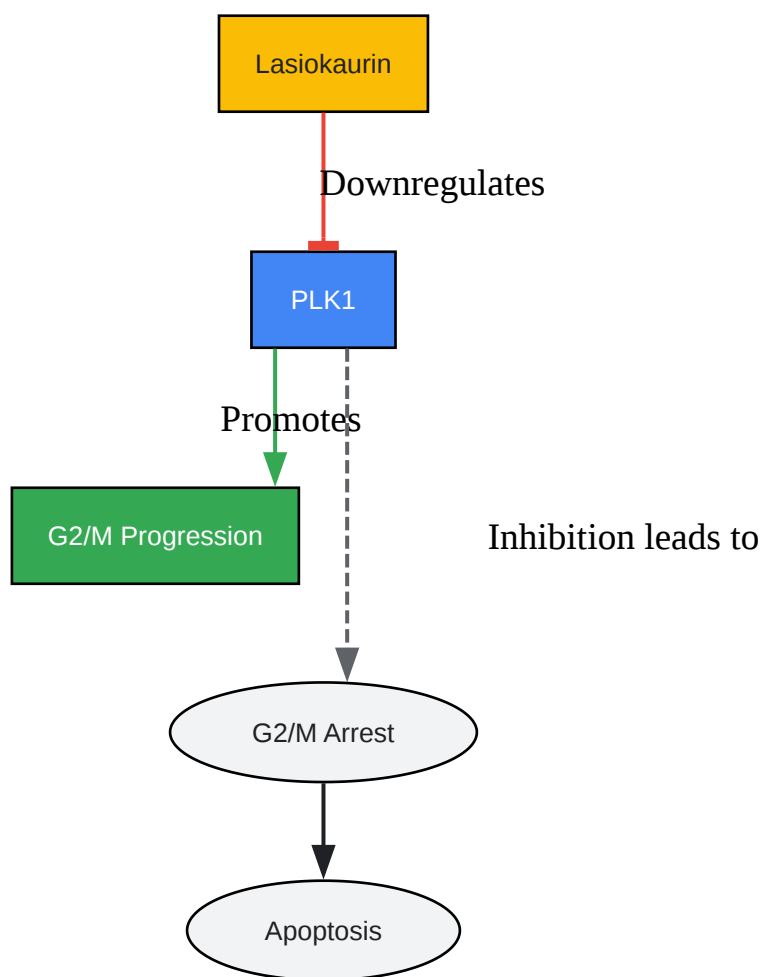 Lasiokaurin
Downregulates
PLK1
Promotes
G2/M Progression
Inhibition leads to
G2/M Arrest
Apoptosis